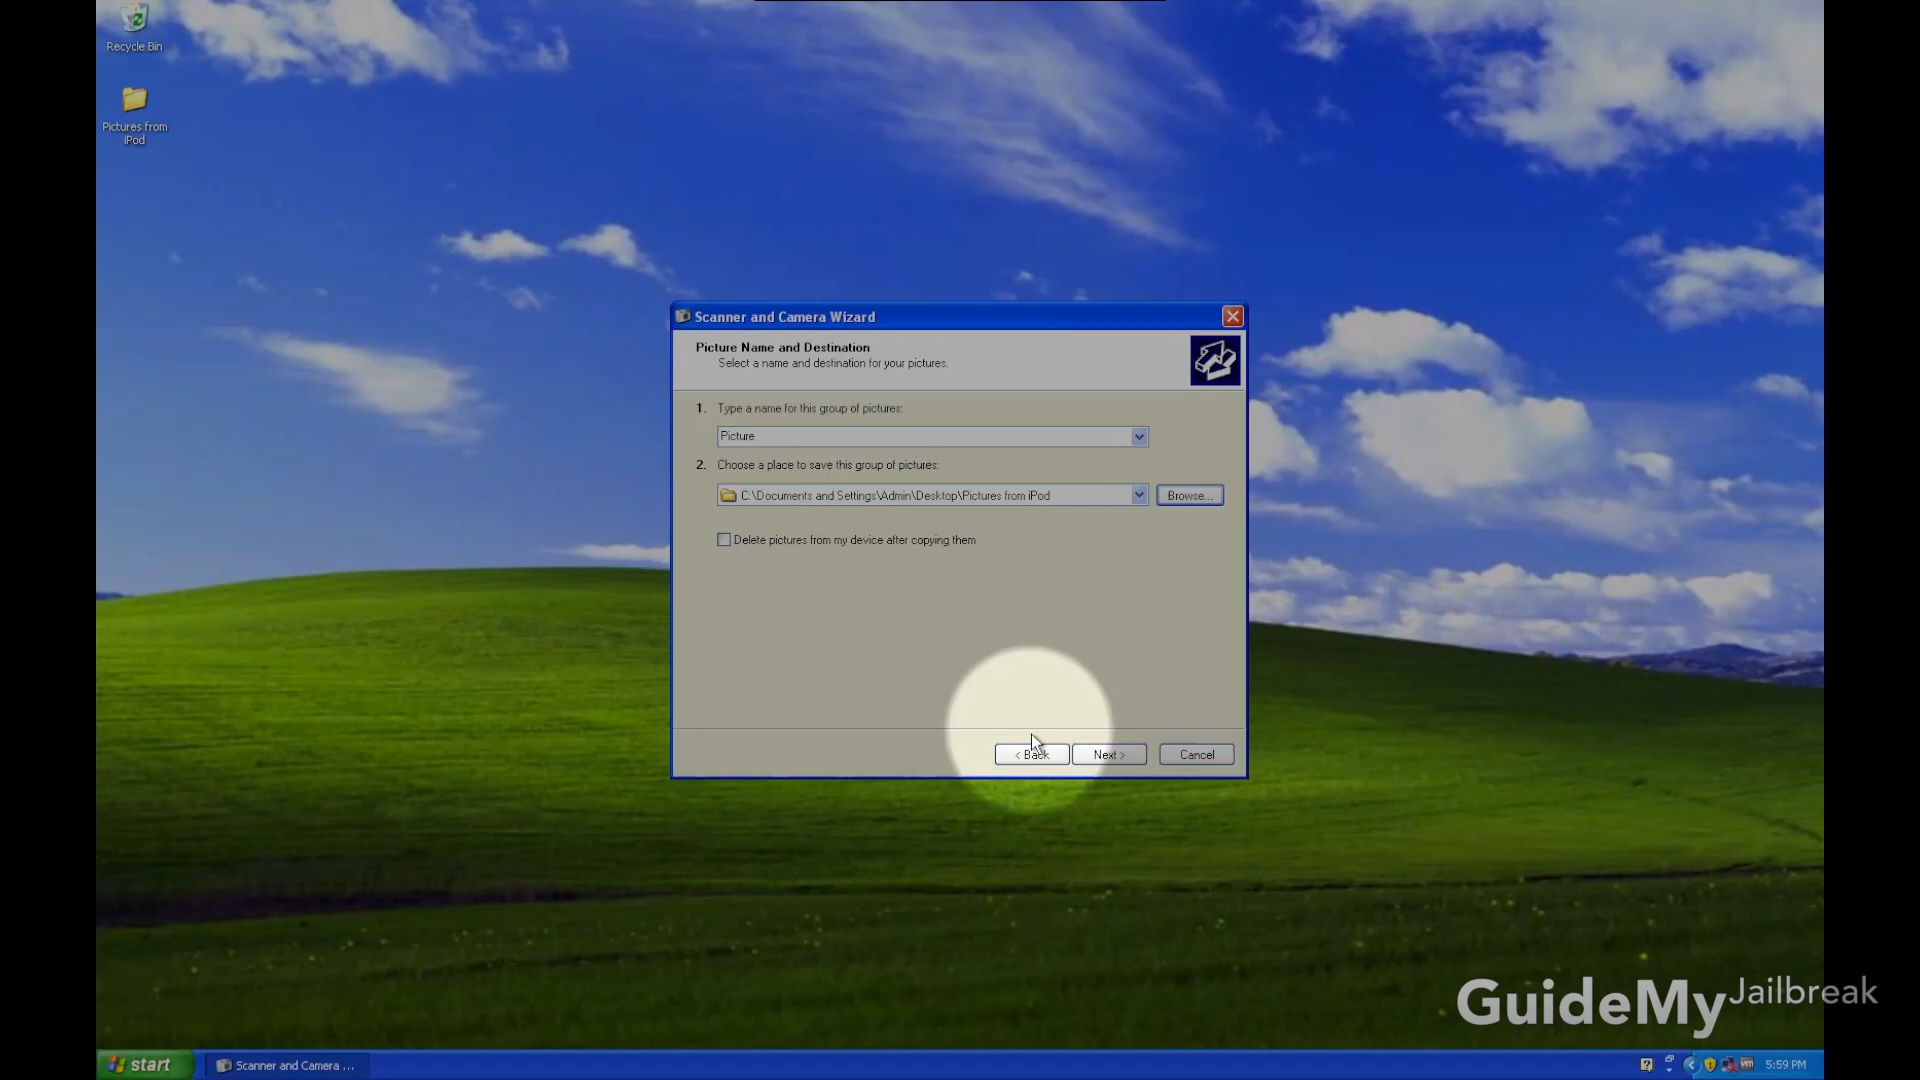 Recycle Bin
Pictures from
iPod
Scanner and Camera Wizard
Picture Name and Destination
Select a name and destination for your pictures.
1. Type a name for this group of pictures:
Picture
2. Choose a place to save this group of pictures:
C:\Documents and Settings\Admin\Desktop\Pictures from iPod
Browse...
Delete pictures from my device after copying them
< Back
Next >
Cancel
GuideMyJailbreak
start
Scanner and Camera ...
5:59 PM